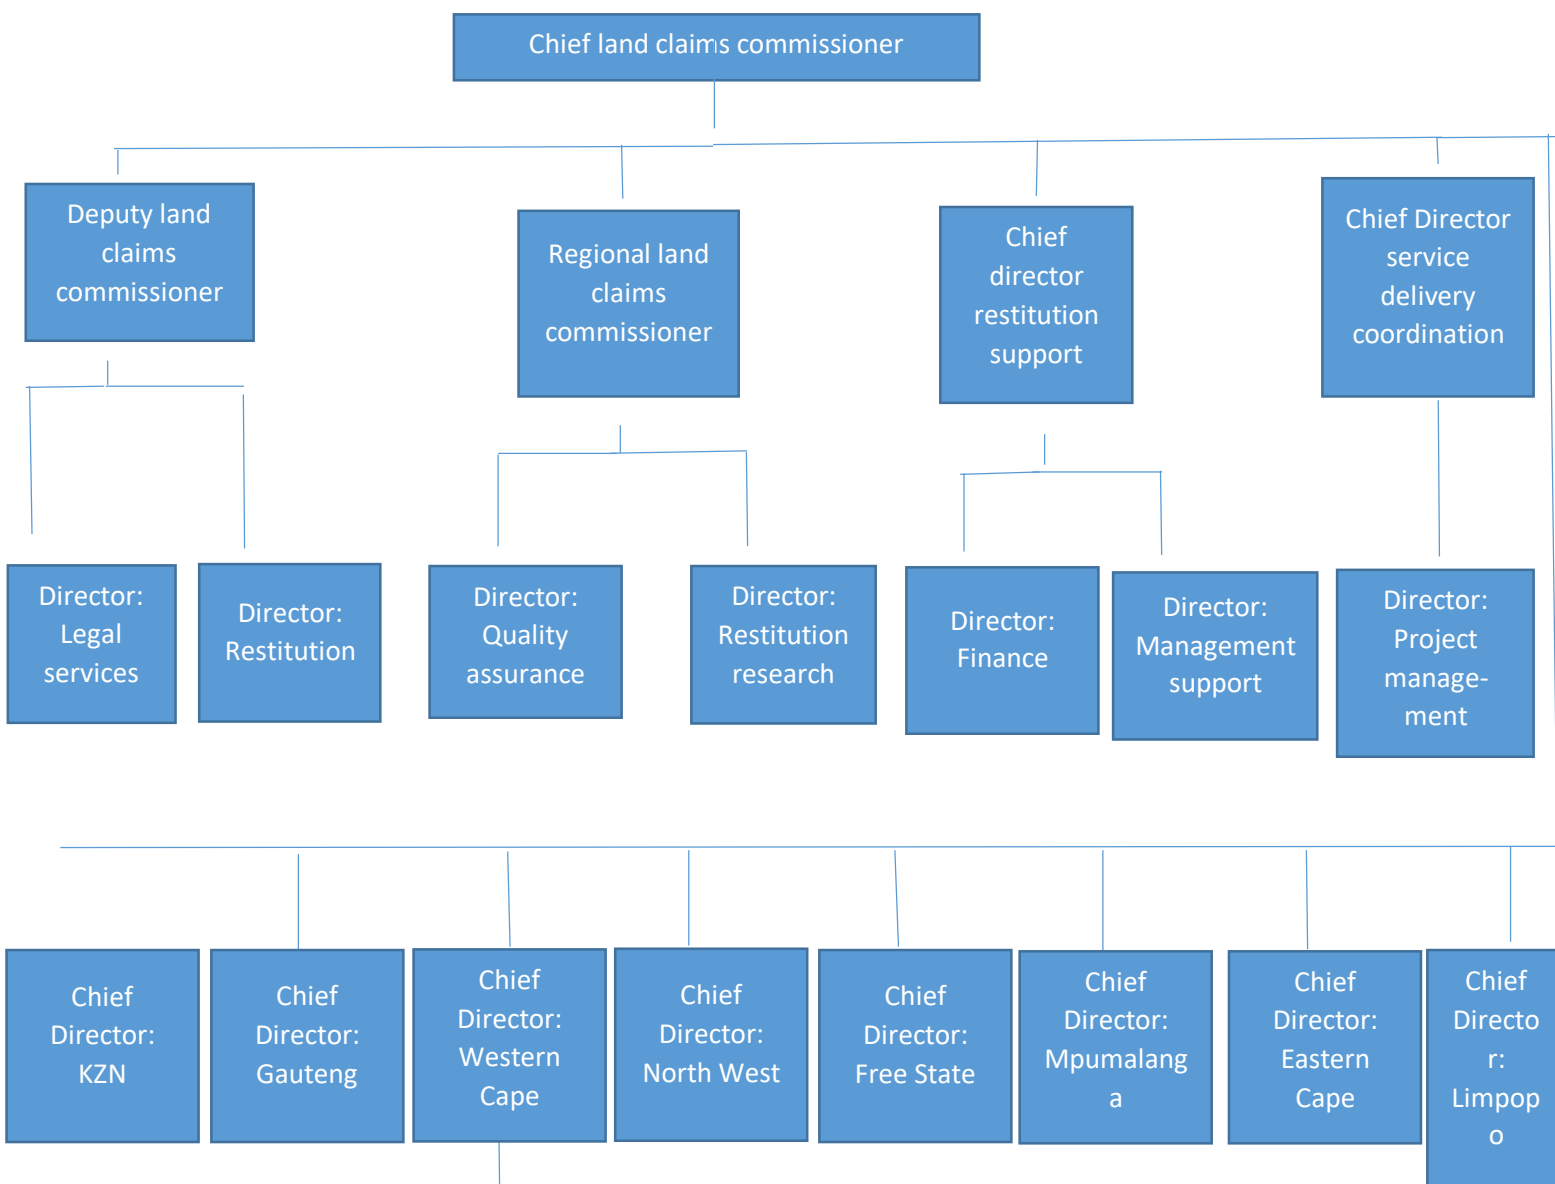 Chief land claims commissioner
Deputy land
claims
commissioner
Regional land
claims
commissioner
Chief
director
restitution
support
Chief Director
service
delivery
coordination
Director:
Legal
services
Director:
Restitution
Director:
Quality
assurance
Director:
Restitution
research
Director:
Finance
Director:
Management
support
Director:
Project
manage-
ment
Chief
Director:
KZN
Chief
Director:
Gauteng
Chief
Director:
Western
Cape
Chief
Director:
North West
Chief
Director:
Free State
Chief
Director:
Mpumalang
a
Chief
Director:
Eastern
Cape
Chief
Directo
r:
Limpop
o